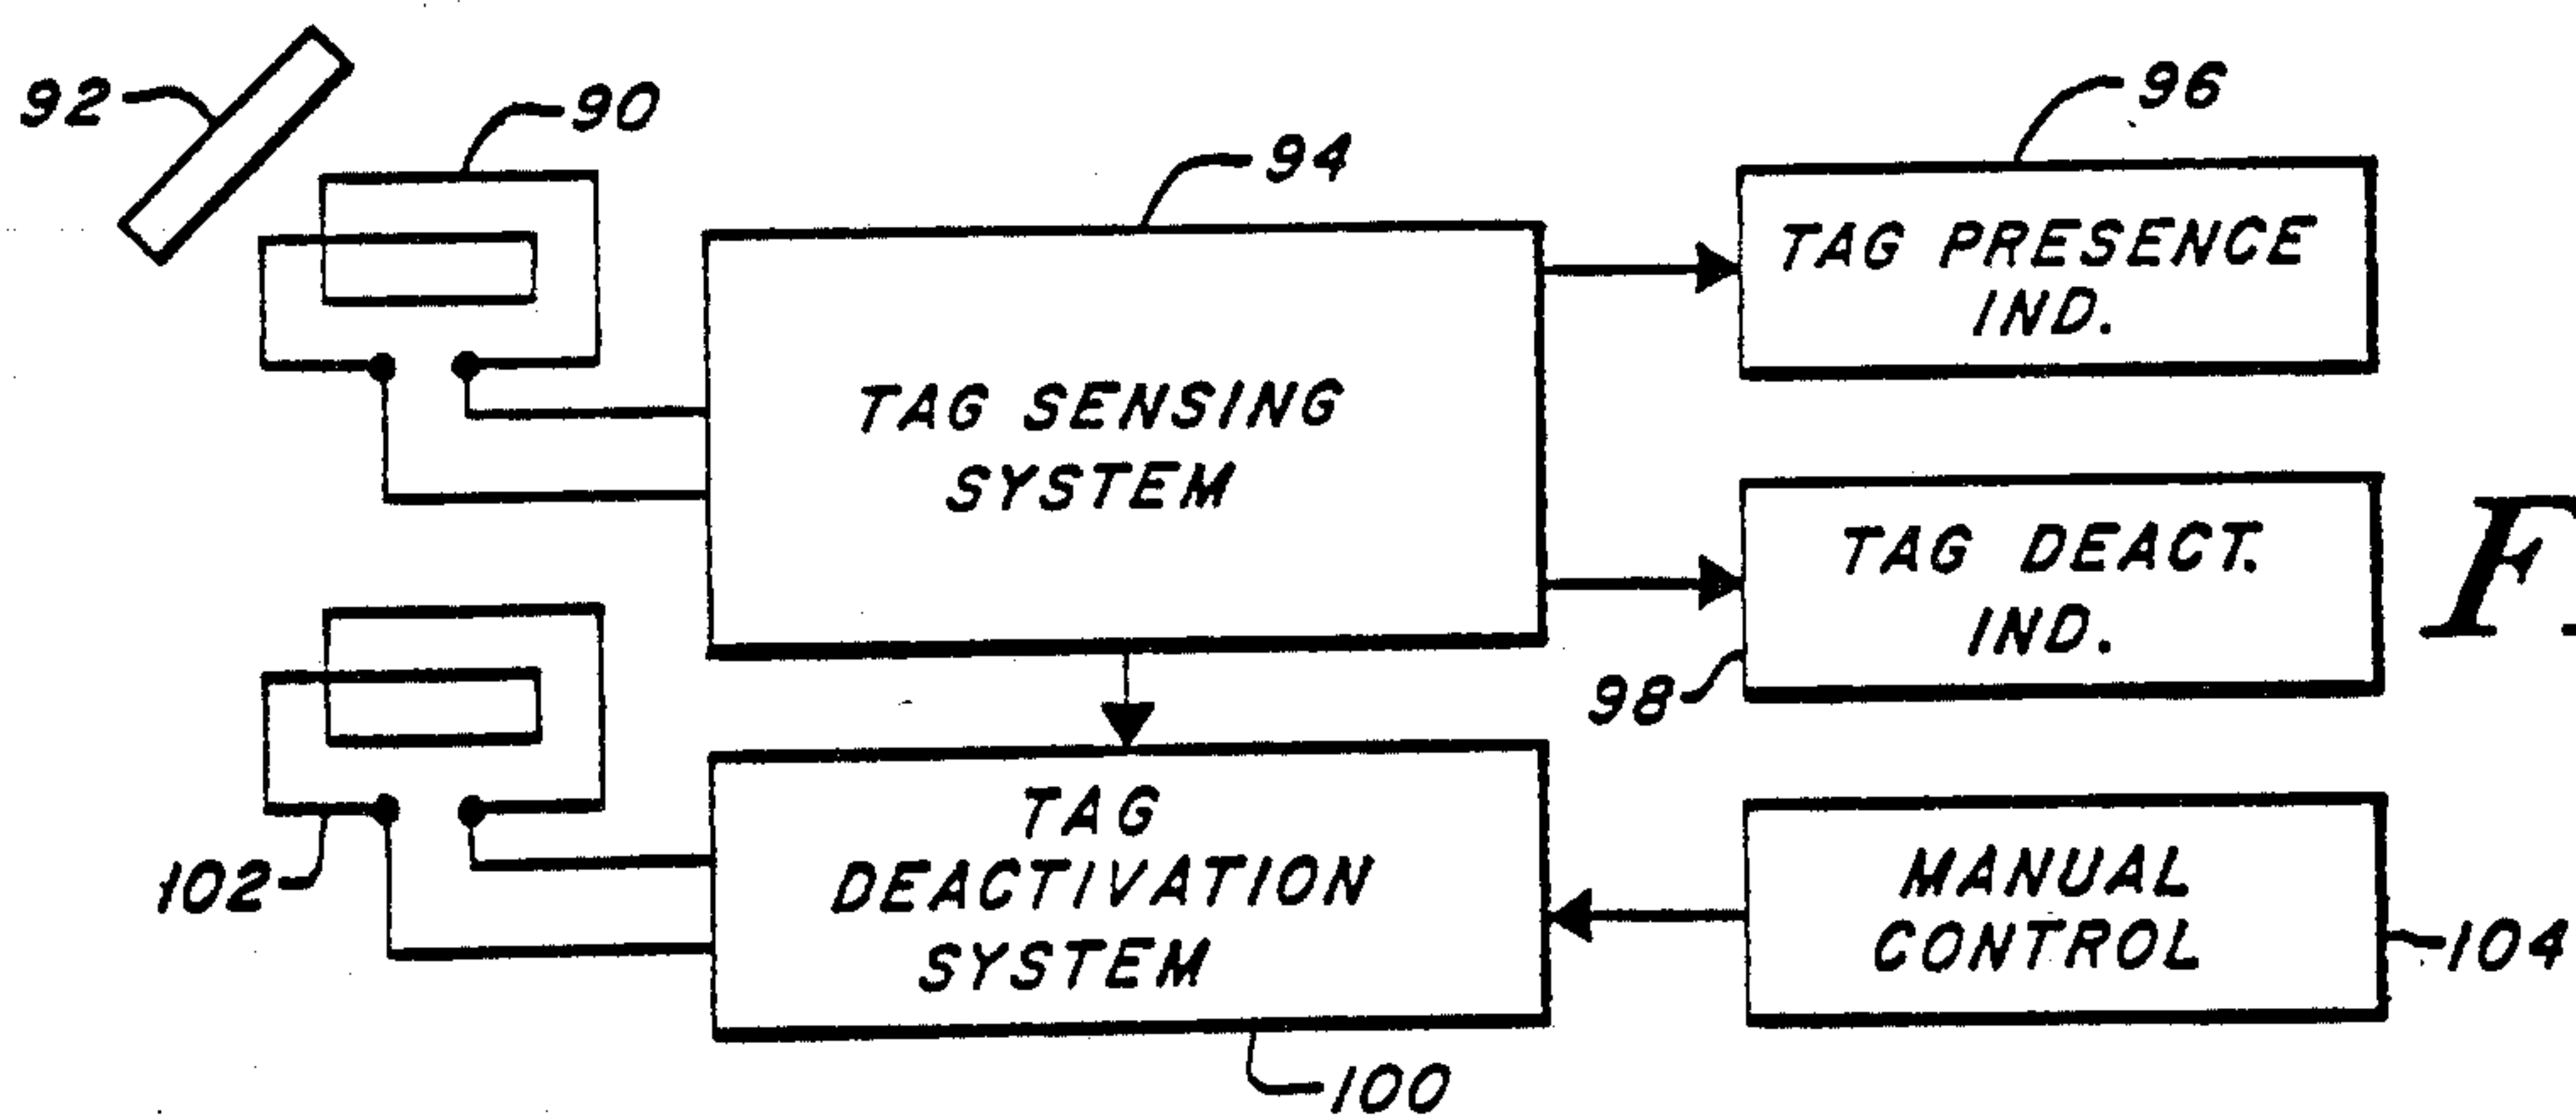 92
90
94
96
TAG PRESENCE
IND.
TAG SENSING
SYSTEM
TAG DEACT.
IND.
98
102
TAG
DEACTIVATION
SYSTEM
MANUAL
CONTROL
104
100